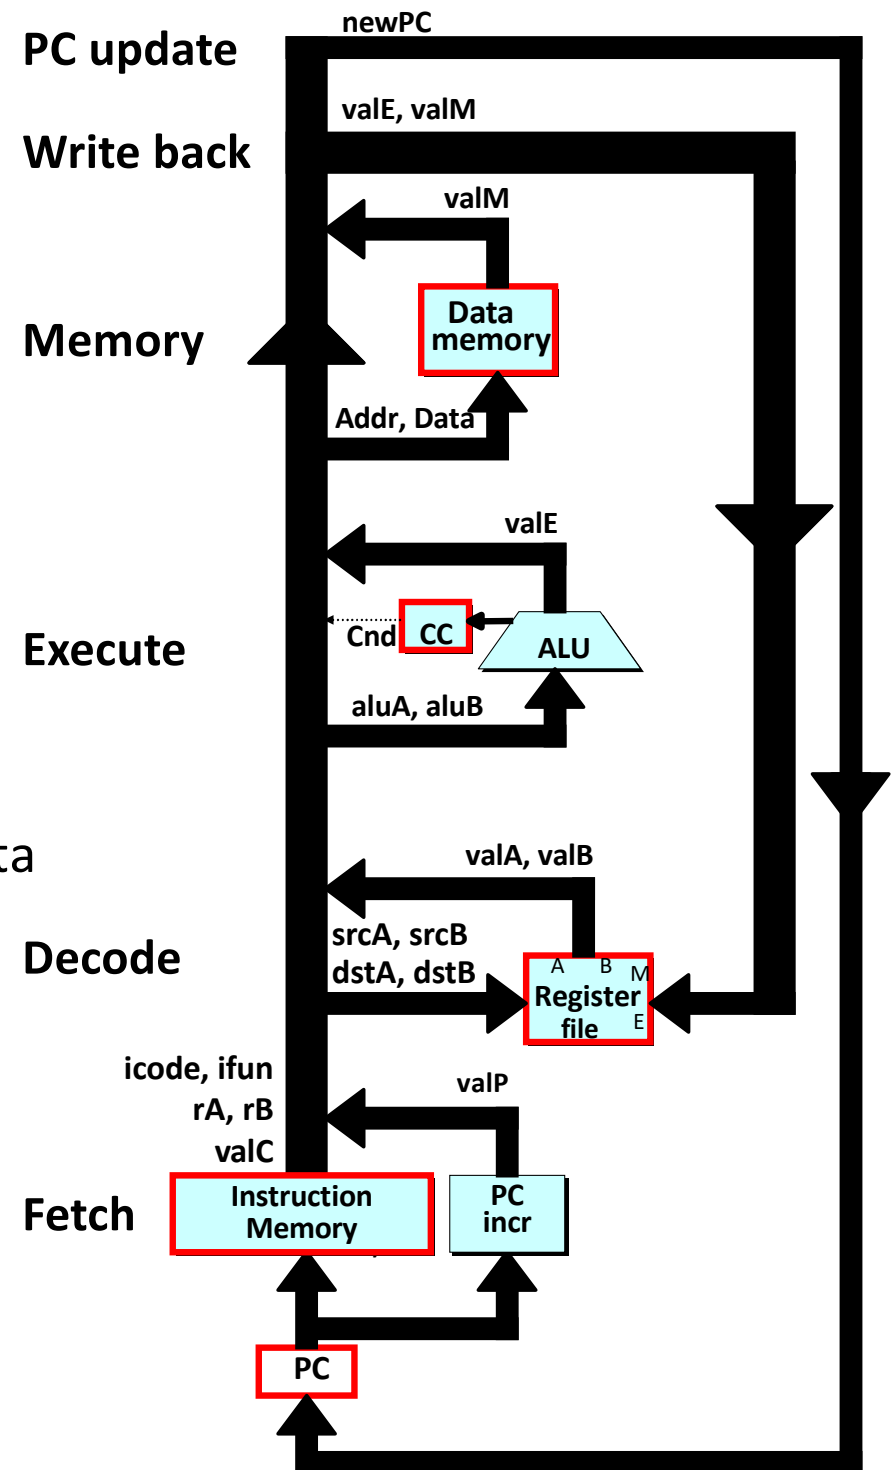 newPC
PC update
valE, valM
Write back
valM
Data
memory
Memory
Addr, Data
valE
Cnd
CC
ALU
Execute
aluA, aluB
ta
valA, valB
srcA, srcB
dstA, dstB
Decode
A B M
Register
file
E
icode, ifun
rA, rB
valC
valP
Fetch
Instruction
Memory
PC
incr
PC